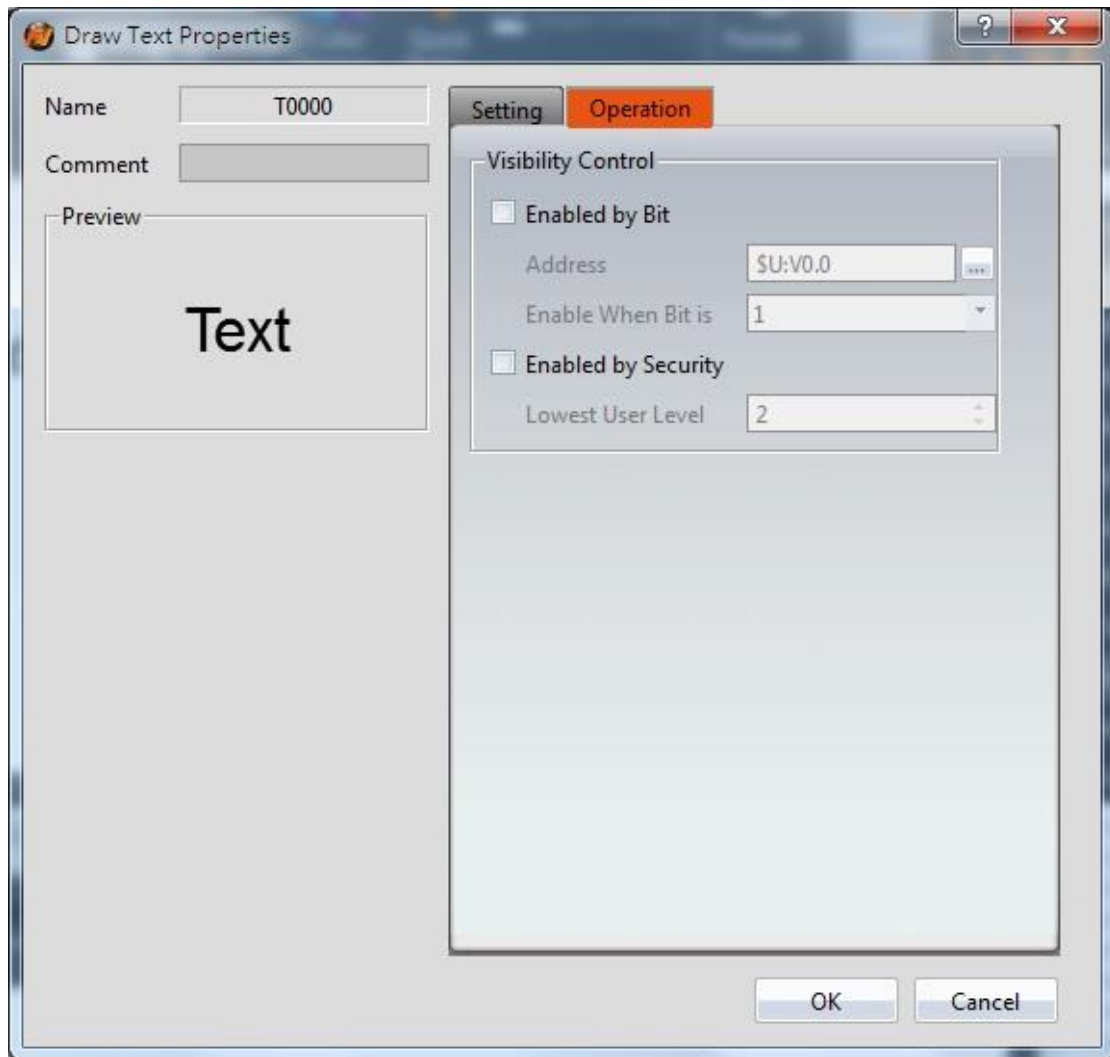 Draw Text Properties
Name T0000
Comment
Preview
Text
Setting Operation
Visibility Control
Enabled by Bit
Address $U:V0.0 ...
Enable When Bit is 1
Enabled by Security
Lowest User Level 2
OK Cancel